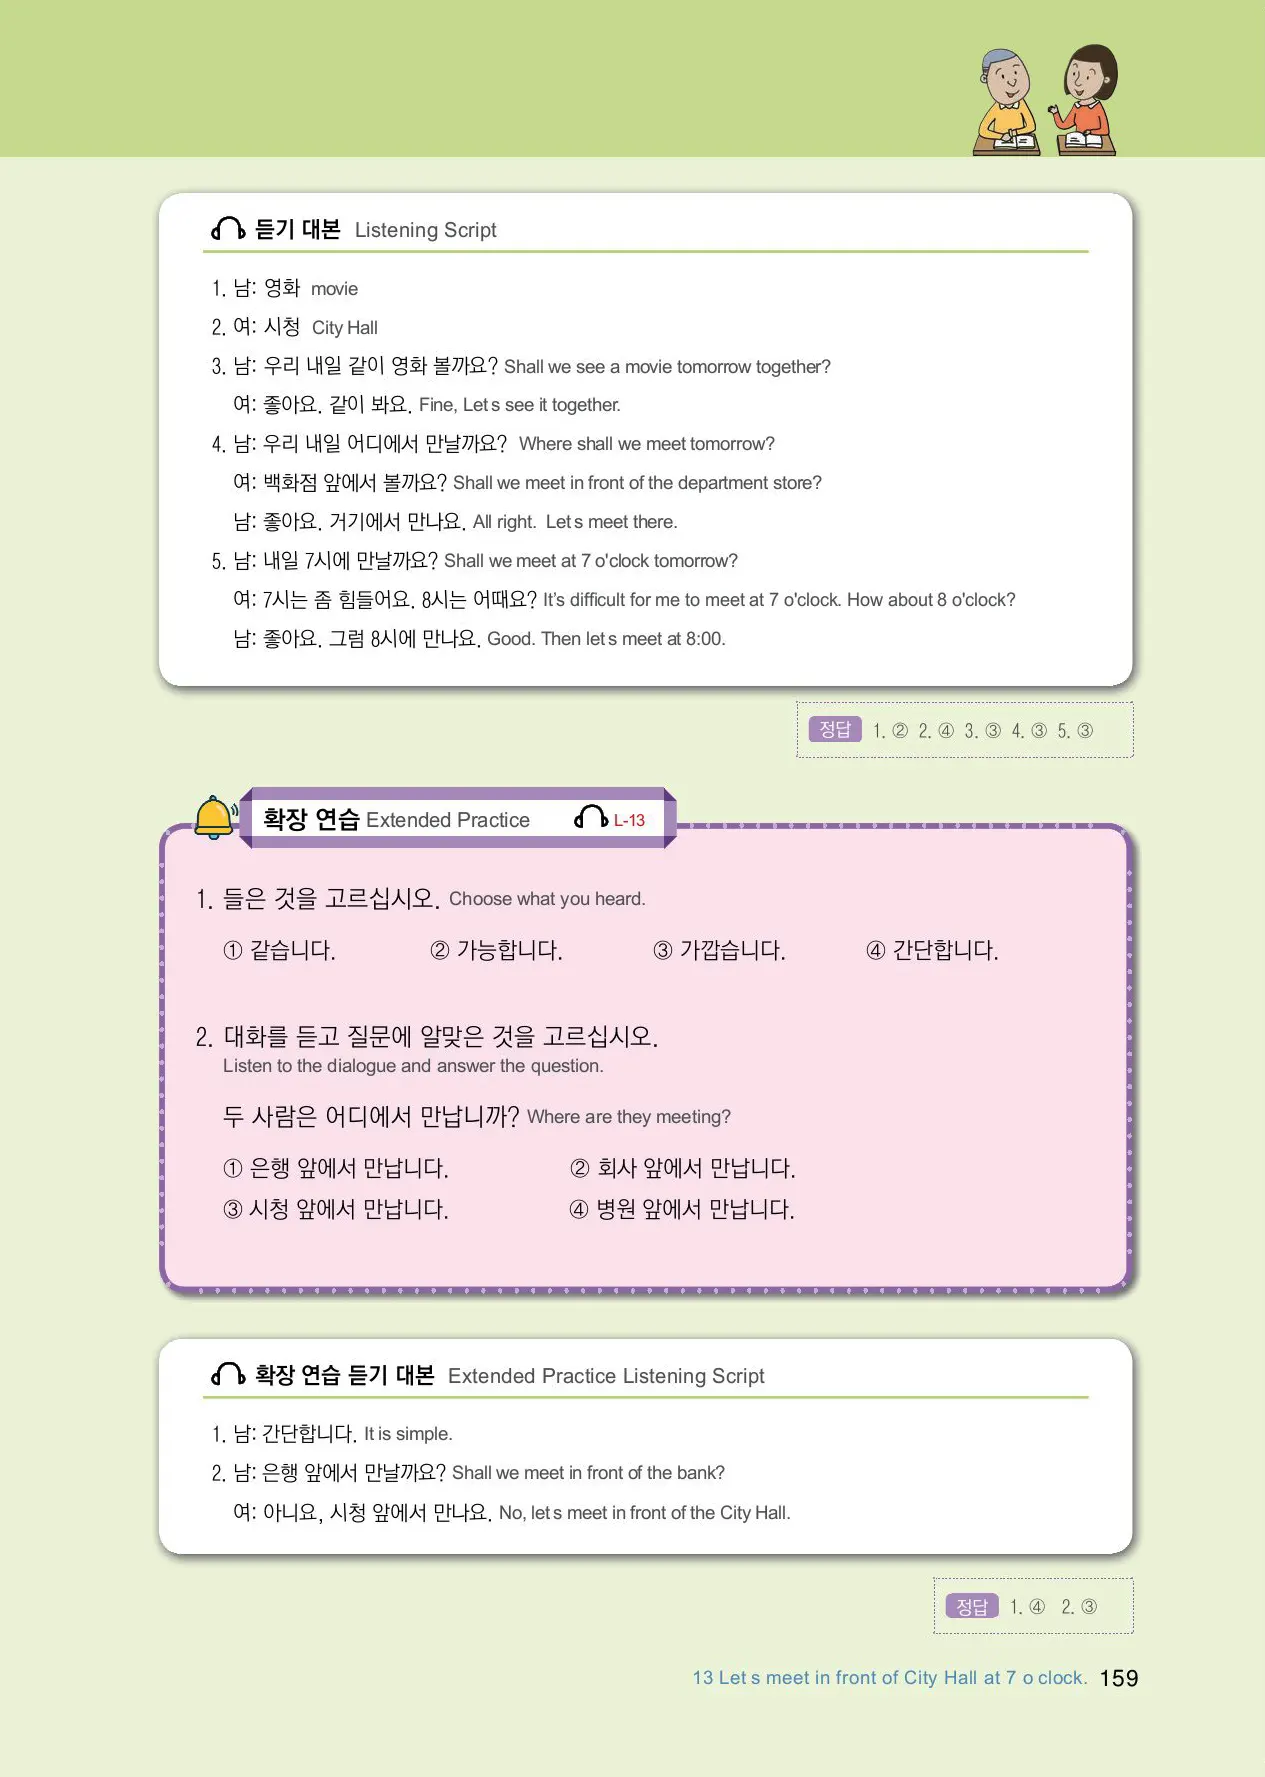 듣기 대본 Listening Script
1. 남: 영화 movie
2. 여: 시청 City Hall
3. 남: 우리 내일 같이 영화 볼까요? Shall we see a movie tomorrow together?
여: 좋아요. 같이 봐요. Fine, Let s see it together.
4. 남: 우리 내일 어디에서 만날까요? Where shall we meet tomorrow?
여: 백화점 앞에서 볼까요? Shall we meet in front of the department store?
남: 좋아요. 거기에서 만나요. All right. Let s meet there.
5. 남: 내일 7시에 만날까요? Shall we meet at 7 o'clock tomorrow?
여: 7시는 좀 힘들어요. 8시는 어때요? It’s difficult for me to meet at 7 o'clock. How about 8 o'clock?
남: 좋아요. 그럼 8시에 만나요. Good. Then let s meet at 8:00.
정답 1. ② 2. ④ 3. ③ 4. ③ 5. ③
확장 연습 Extended Practice L-13
1. 들은 것을 고르십시오. Choose what you heard.
① 같습니다. ② 가능합니다. ③ 가깝습니다. ④ 간단합니다.
2. 대화를 듣고 질문에 알맞은 것을 고르십시오.
Listen to the dialogue and answer the question.
두 사람은 어디에서 만납니까? Where are they meeting?
① 은행 앞에서 만납니다. ② 회사 앞에서 만납니다.
③ 시청 앞에서 만납니다. ④ 병원 앞에서 만납니다.
확장 연습 듣기 대본 Extended Practice Listening Script
1. 남: 간단합니다. It is simple.
2. 남: 은행 앞에서 만날까요? Shall we meet in front of the bank?
여: 아니요, 시청 앞에서 만나요. No, let s meet in front of the City Hall.
정답 1. ④ 2. ③
13 Let s meet in front of City Hall at 7 o clock. 159